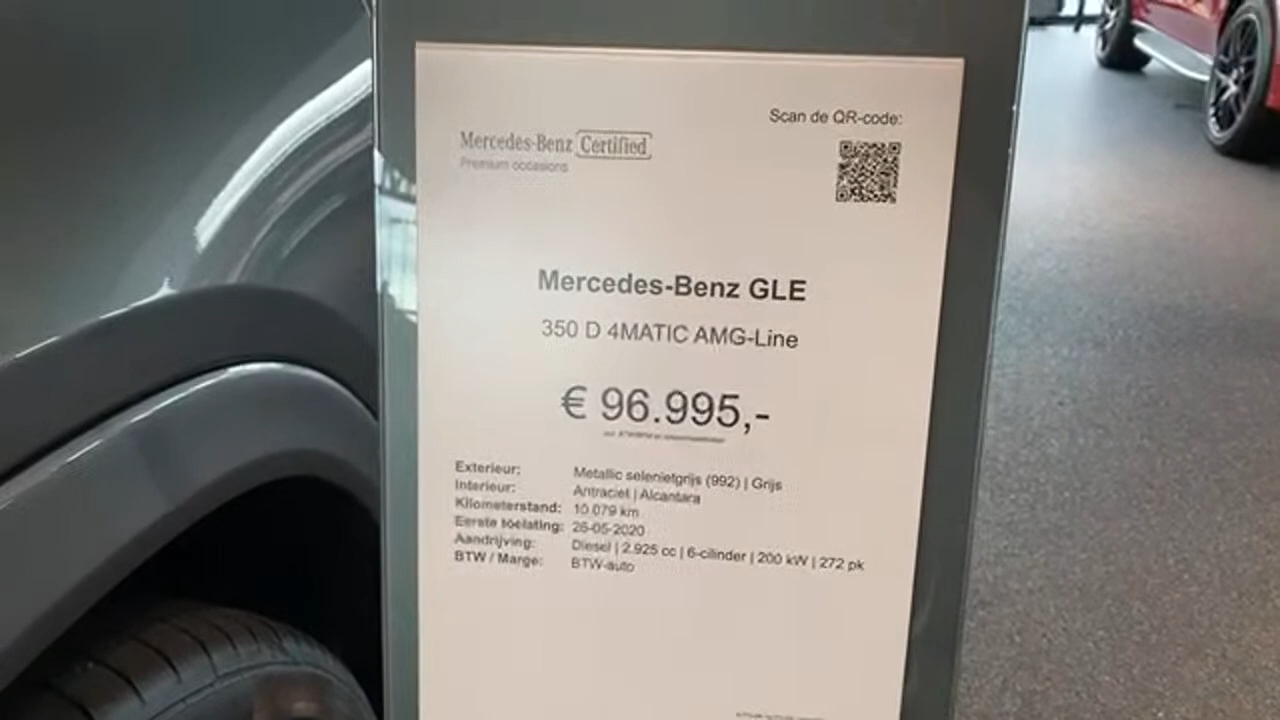 Scan de QR-code:
Mercedes-Benz Certified
Premium occasions
Mercedes-Benz GLE
350 D 4MATIC AMG-Line
€ 96.995,-
Exterieur: Metallic selenietgrijs (992) | Grijs
Interieur: Antraciet | Alcantara
Kilometerstand: 10.079 km
Eerste toelating: 26-05-2020
Aandrijving: Diesel | 2.925 cc | 6-cilinder | 200 kW | 272 pk
BTW / Marge: BTW-auto